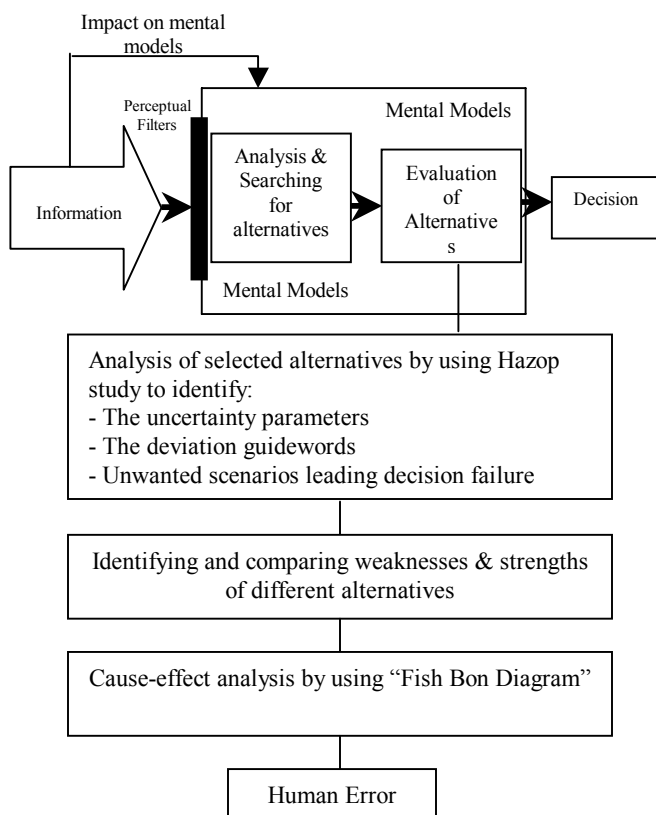 Impact on mental
models
Perceptual
Filters
Mental Models
Information
Analysis &
Searching
for
alternatives
Evaluation
of
Alternative
s
Decision
Mental Models
Analysis of selected alternatives by using Hazop
study to identify:
- The uncertainty parameters
- The deviation guidewords
- Unwanted scenarios leading decision failure
Identifying and comparing weaknesses & strengths
of different alternatives
Cause-effect analysis by using “Fish Bon Diagram”
Human Error